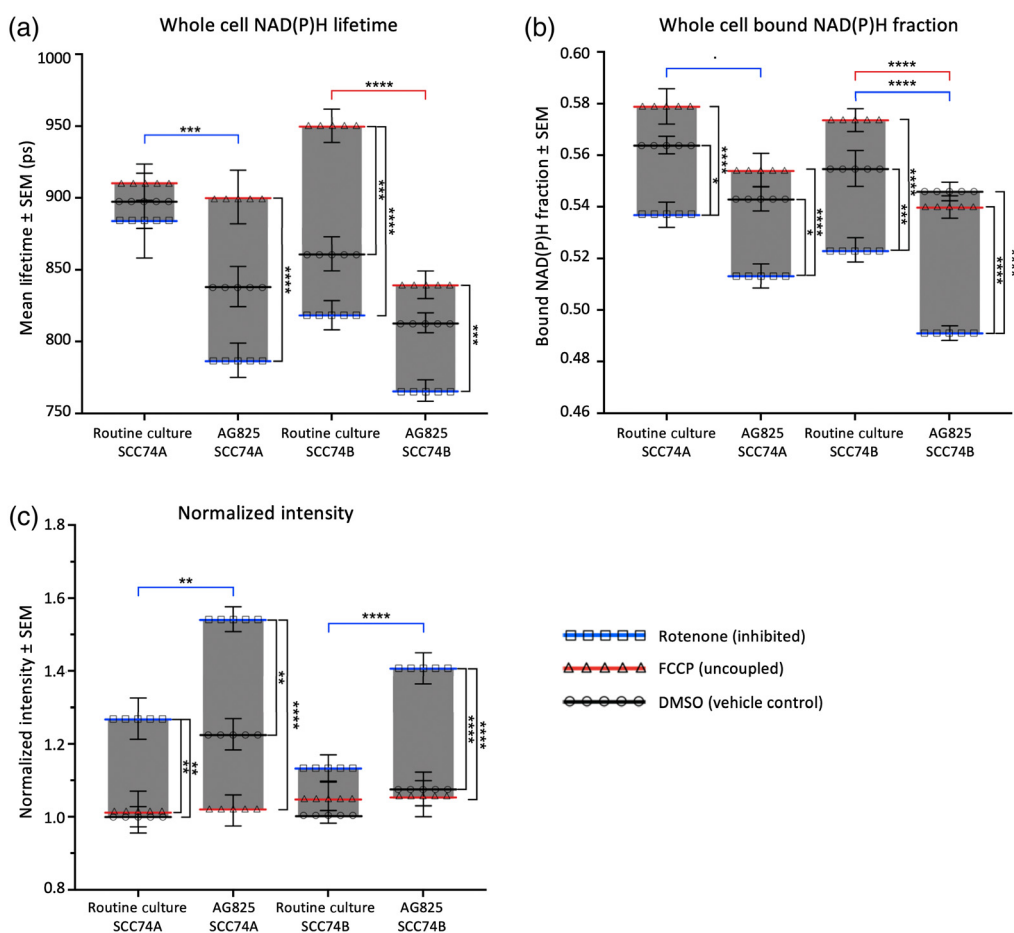 (a) Whole cell NAD(P)H lifetime
Mean lifetime ± SEM (ps)
1000
950
900
850
800
750
***
****
****
***
****
***
Routine culture
SCC74A
AG825
SCC74A
Routine culture
SCC74B
AG825
SCC74B
(b) Whole cell bound NAD(P)H fraction
Bound NAD(P)H fraction ± SEM
0.60
0.58
0.56
0.54
0.52
0.50
0.48
0.46
****
****
*
****
*
****
***
****
****
Routine culture
SCC74A
AG825
SCC74A
Routine culture
SCC74B
AG825
SCC74B
(c) Normalized intensity
Normalized intensity ± SEM
1.8
1.6
1.4
1.2
1.0
0.8
**
****
**
**
**
****
****
****
Routine culture
SCC74A
AG825
SCC74A
Routine culture
SCC74B
AG825
SCC74B
Rotenone (inhibited)
FCCP (uncoupled)
DMSO (vehicle control)